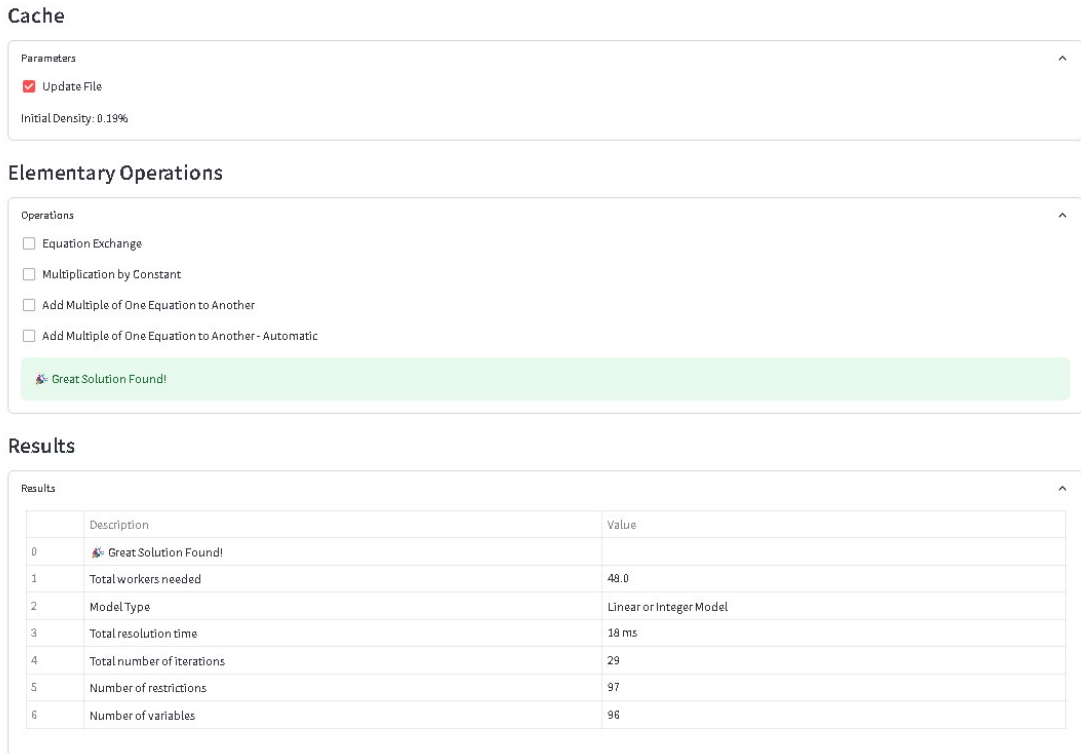 Cache
Parameters
Update File
Initial Density: 0.19%
Elementary Operations
Operations
Equation Exchange
Multiplication by Constant
Add Multiple of One Equation to Another
Add Multiple of One Equation to Another - Automatic
🎉 Great Solution Found!
Results
Results
Description Value
0 🎉 Great Solution Found!
1 Total workers needed 48.0
2 Model Type Linear or Integer Model
3 Total resolution time 18 ms
4 Total number of iterations 29
5 Number of restrictions 97
6 Number of variables 96